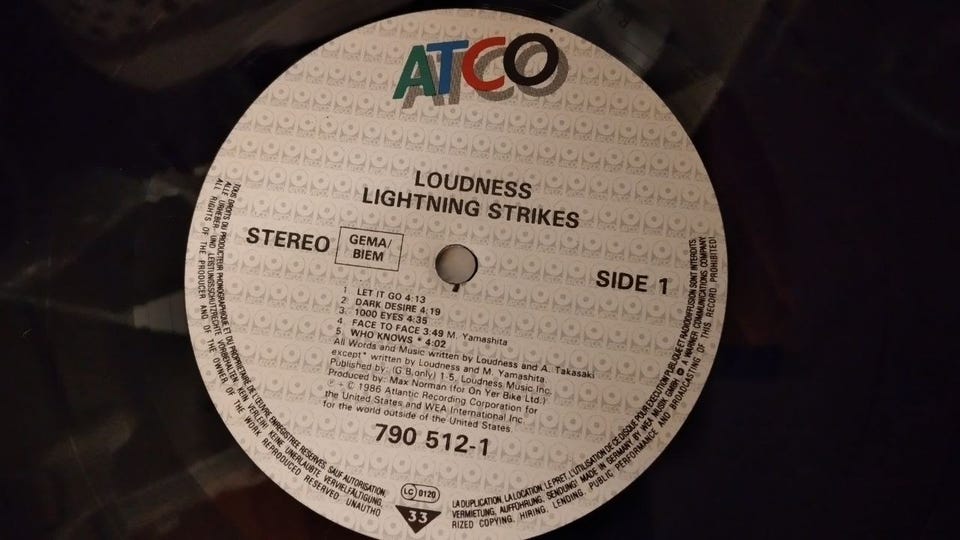 ATCO
LOUDNESS
LIGHTNING STRIKES
STEREO
GEMA/
BIEM
SIDE 1
1 LET IT GO 4:13
2 DARK DESIRE 4:19
3. 1000 EYES 4:35
4 FACE TO FACE 3:49 M. Yamashita
5 WHO KNOWS * 4:02
All Words and Music written by Loudness and A. Takasaki
except* written by Loudness and M. Yamashita.
Published by: (G B only) 1-5, Loudness Music Inc.
Produced by: Max Norman (for On Yer Bike Ltd.)
℗ + © 1986 Atlantic Recording Corporation for
the United States and WEA International Inc
for the world outside of the United States.
790 512-1
LC 0120
33
TOUS DROITS DU PRODUCTEUR PHONOGRAPHIQUE ET DU PROPRIETAIRE DE L'OUVRE ENREGISTREE RESERVES. SAUF AUTORISATION,
LA DUPLICATION, LA LOCATION, LE PRET, L'UTILISATION DE CE DISQUE POUR EXECUTION PUBLIQUE ET RADIODIFFUSION SONT INTERDITS.
ALLE URHEBER- UND LEISTUNGSSCHUTZRECHTE VORBEHALTEN. KEIN VERLEIH! KEINE UNERLAUBTE VERVIELFÄLTIGUNG,
VERMIETUNG, AUFFÜHRUNG, SENDUNG! MADE IN GERMANY BY WEA MUSIK GMBH. A WARNER COMMUNICATIONS COMPANY
ALL RIGHTS OF THE PRODUCER AND OF THE OWNER OF THE WORK REPRODUCED RESERVED. UNAUTHO
RIZED COPYING, HIRING, LENDING, PUBLIC PERFORMANCE AND BROADCASTING OF THIS RECORD PROHIBITED!